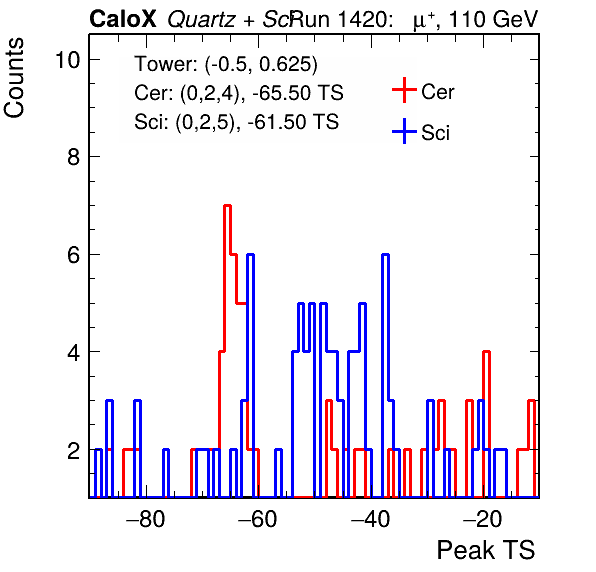 CaloX Quartz + Sci Run 1420: μ⁺, 110 GeV
Counts
Tower: (-0.5, 0.625)
Cer: (0,2,4), -65.50 TS
Sci: (0,2,5), -61.50 TS
Cer
Sci
10
8
6
4
2
−80 −60 −40 −20
Peak TS